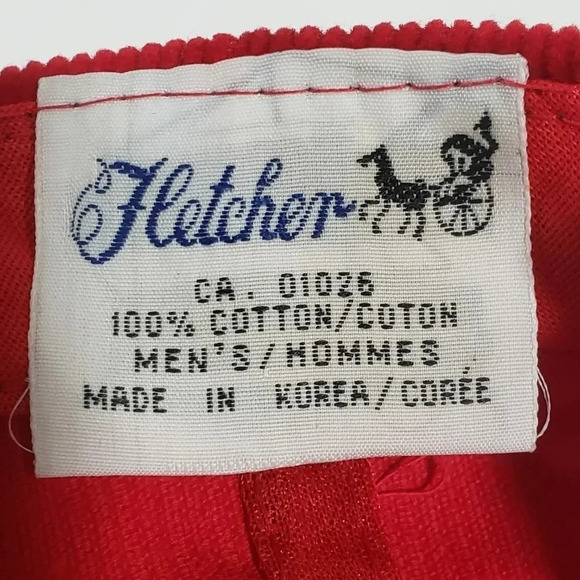 Fletcher
CA. 01026
100% COTTON/COTON
MEN'S/HOMMES
MADE IN KOREA/CORÉE